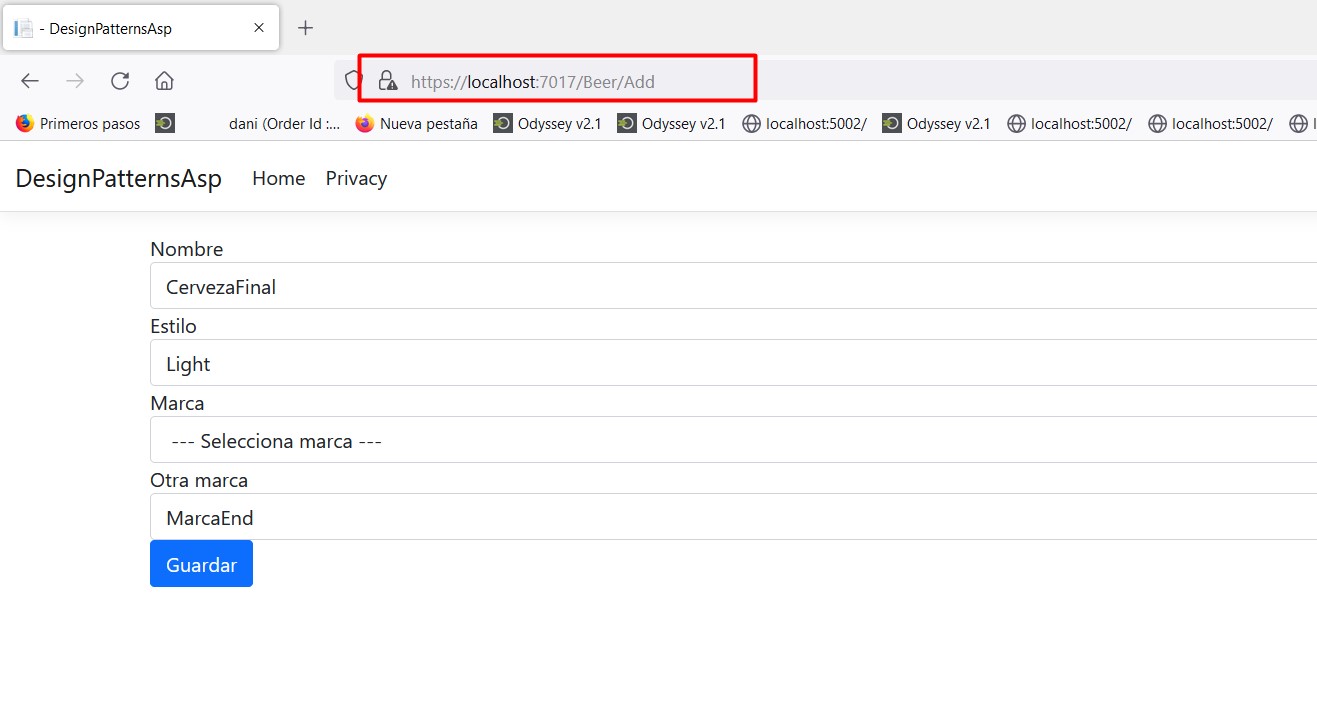 - DesignPatternsAsp
https://localhost:7017/Beer/Add
Primeros pasos dani (Order Id :... Nueva pestaña Odyssey v2.1 Odyssey v2.1 localhost:5002/ Odyssey v2.1 localhost:5002/ localhost:5002/
DesignPatternsAsp Home Privacy
Nombre
CervezaFinal
Estilo
Light
Marca
--- Selecciona marca ---
Otra marca
MarcaEnd
Guardar